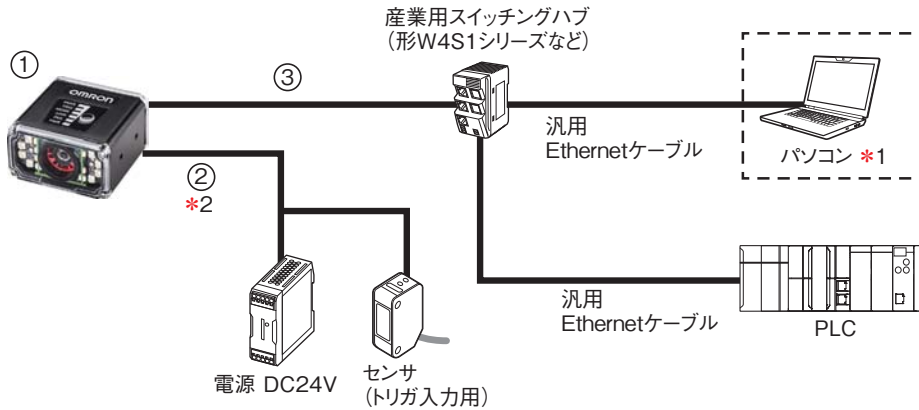 産業用スイッチングハブ
（形W4S1シリーズなど）
①
OMRON
③
汎用
Ethernetケーブル
パソコン *1
②
*2
汎用
Ethernetケーブル
PLC
電源 DC24V
センサ
（トリガ入力用）